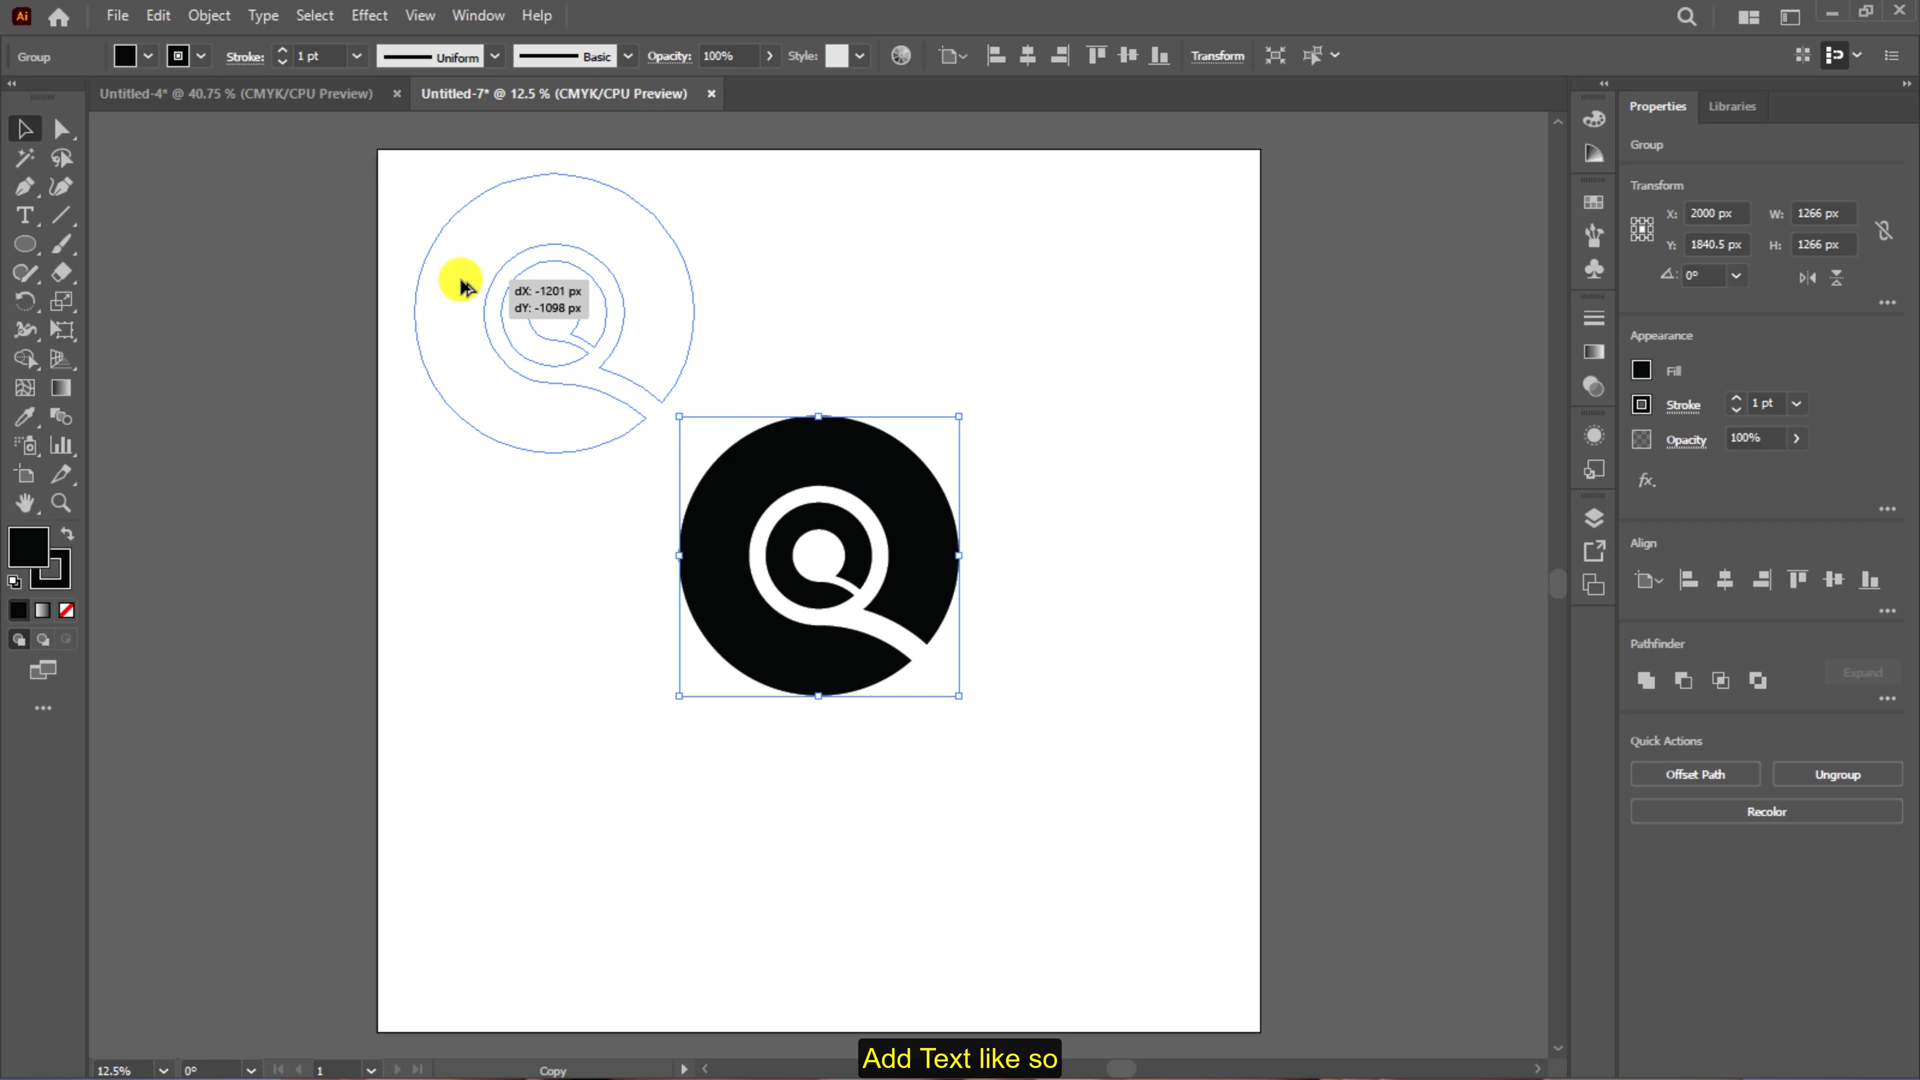 Ai
File Edit Object Type Select Effect View Window Help
Group Stroke: 1 pt Uniform Basic Opacity: 100% Style: Transform
Untitled-4* @ 40.75 % (CMYK/CPU Preview) × Untitled-7* @ 12.5 % (CMYK/CPU Preview) ×
Properties Libraries
Group
Transform
X: 2000 px W: 1266 px
Y: 1840.5 px H: 1266 px
0°
dX: -1201 px
dY: -1098 px
Appearance
Fill
Stroke 1 pt
Opacity 100%
fx.
Align
Pathfinder
Expand
Quick Actions
Offset Path Ungroup
Recolor
Add Text like so
12.5% 0° 1 Copy